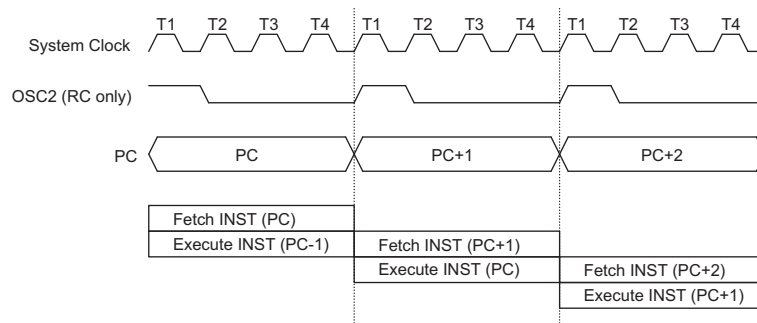 T1 T2 T3 T4 T1 T2 T3 T4 T1 T2 T3 T4
System Clock
OSC2 (RC only)
PC PC PC+1 PC+2
Fetch INST (PC)
Execute INST (PC-1) Fetch INST (PC+1)
Execute INST (PC) Fetch INST (PC+2)
Execute INST (PC+1)